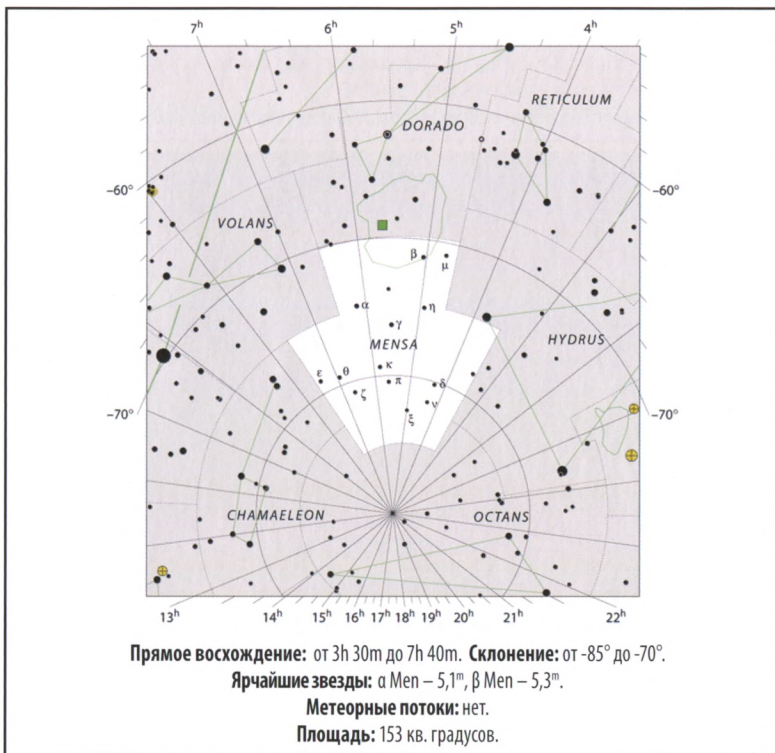 7ʰ 6ʰ 5ʰ 4ʰ
RETICULUM
DORADO
–60° –60°
VOLANS
β
μ
α
η
γ
MENSA
HYDRUS
κ
ε θ
π
δ
ζ
ν
ξ
–70° –70°
CHAMAELEON OCTANS
13ʰ 14ʰ 15ʰ 16ʰ 17ʰ 18ʰ 19ʰ 20ʰ 21ʰ 22ʰ
Прямое восхождение: от 3h 30m до 7h 40m. Склонение: от -85° до -70°.
Ярчайшие звезды: α Men – 5,1ᵐ, β Men – 5,3ᵐ.
Метеорные потоки: нет.
Площадь: 153 кв. градусов.